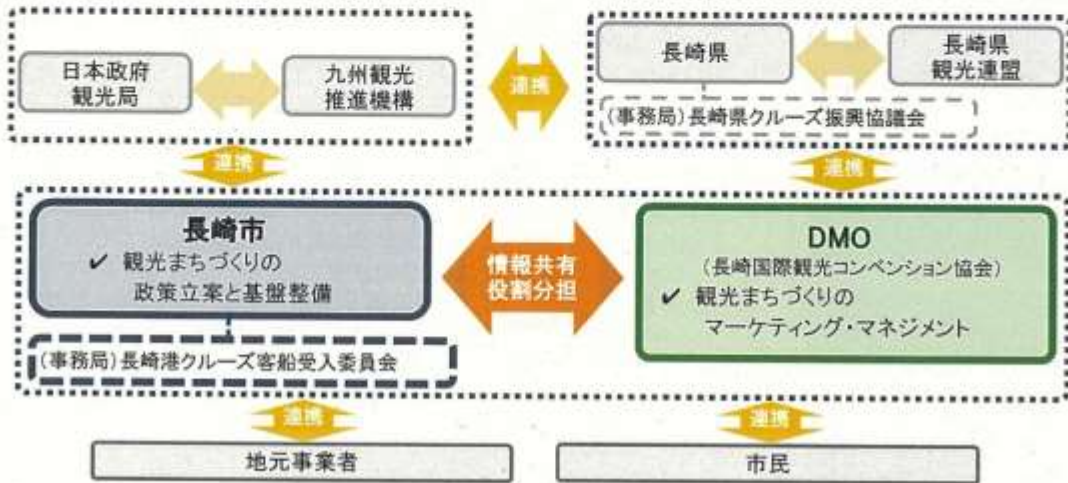 日本政府
観光局
九州観光
推進機構
連携
長崎県
長崎県
観光連盟
(事務局)長崎県クルーズ振興協議会
連携
連携
長崎市
✔ 観光まちづくりの
政策立案と基盤整備
情報共有
役割分担
DMO
(長崎国際観光コンベンション協会)
✔ 観光まちづくりの
マーケティング・マネジメント
(事務局)長崎港クルーズ客船受入委員会
連携
連携
地元事業者
市民